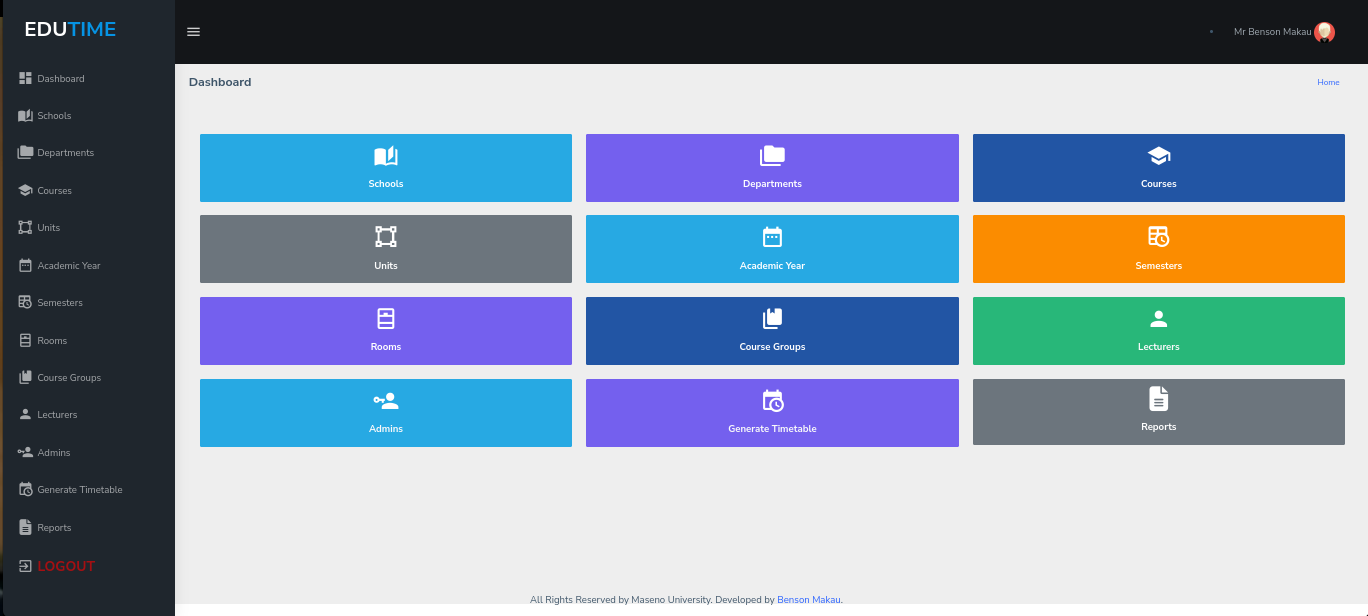 EDUTIME
Dashboard
Schools
Departments
Courses
Units
Academic Year
Semesters
Rooms
Course Groups
Lecturers
Admins
Generate Timetable
Reports
LOGOUT
Mr Benson Makau
Dashboard
Home
Schools
Departments
Courses
Units
Academic Year
Semesters
Rooms
Course Groups
Lecturers
Admins
Generate Timetable
Reports
All Rights Reserved by Maseno University. Developed by Benson Makau.